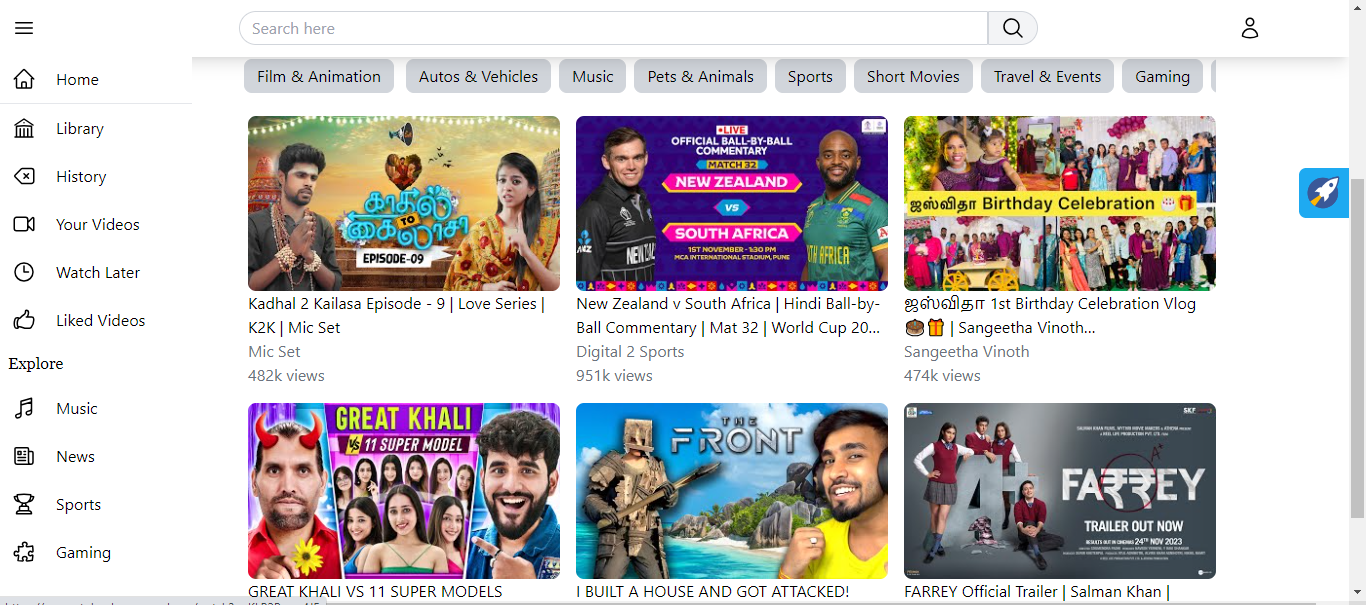 Search here
Home
Library
History
Your Videos
Watch Later
Liked Videos
Explore
Music
News
Sports
Gaming
Film & Animation
Autos & Vehicles
Music
Pets & Animals
Sports
Short Movies
Travel & Events
Gaming
காதல்
TO
கைலாசா
EPISODE-09
Kadhal 2 Kailasa Episode - 9 | Love Series |
K2K | Mic Set
Mic Set
482k views
LIVE
OFFICIAL BALL-BY-BALL
COMMENTARY
MATCH 32
NEW ZEALAND
VS
SOUTH AFRICA
1ST NOVEMBER - 1:30 PM
MCA INTERNATIONAL STADIUM, PUNE
New Zealand v South Africa | Hindi Ball-by-
Ball Commentary | Mat 32 | World Cup 20...
Digital 2 Sports
951k views
ஜஸ்விதா Birthday Celebration 🎂🎁
ஜஸ்விதா 1st Birthday Celebration Vlog
🎂🎁 | Sangeetha Vinoth...
Sangeetha Vinoth
474k views
GREAT KHALI
VS 11 SUPER MODEL
GREAT KHALI VS 11 SUPER MODELS
THE
FRONT
I BUILT A HOUSE AND GOT ATTACKED!
A+
FARREY
TRAILER OUT NOW
RESULTS OUT IN CINEMAS 24TH NOV 2023
FARREY Official Trailer | Salman Khan |